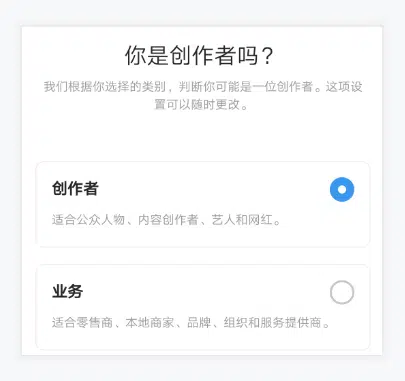 你是创作者吗？
我们根据你选择的类别，判断你可能是一位创作者。这项设
置可以随时更改。
创作者
适合公众人物、内容创作者、艺人和网红。
业务
适合零售商、本地商家、品牌、组织和服务提供商。